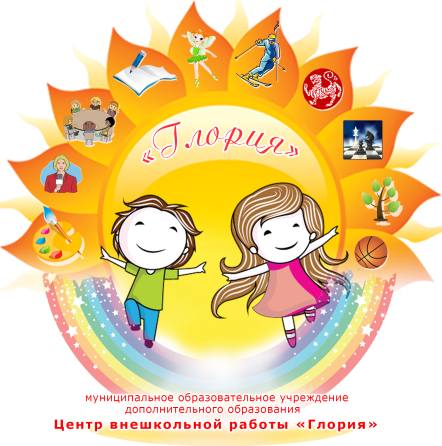 «Глория»
муниципальное образовательное учреждение
дополнительного образования
Центр внешкольной работы «Глория»